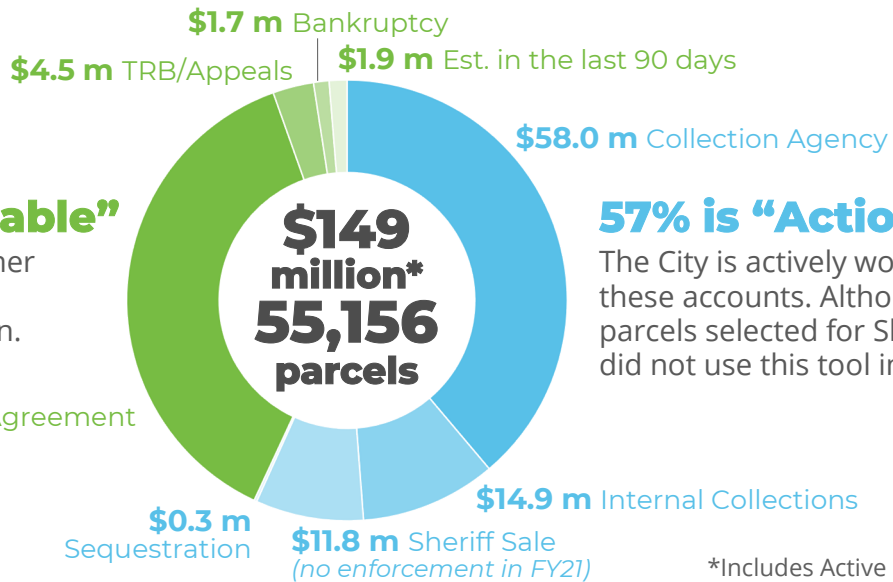 $1.7 m Bankruptcy
$4.5 m TRB/Appeals
$1.9 m Est. in the last 90 days
$58.0 m Collection Agency
able”
57% is “Actio
ner
The City is actively wo
these accounts. Altho
n.
parcels selected for Sh
did not use this tool in
$149
million*
55,156
parcels
greement
$14.9 m Internal Collections
$0.3 m
Sequestration
$11.8 m Sheriff Sale
(no enforcement in FY21)
*Includes Active